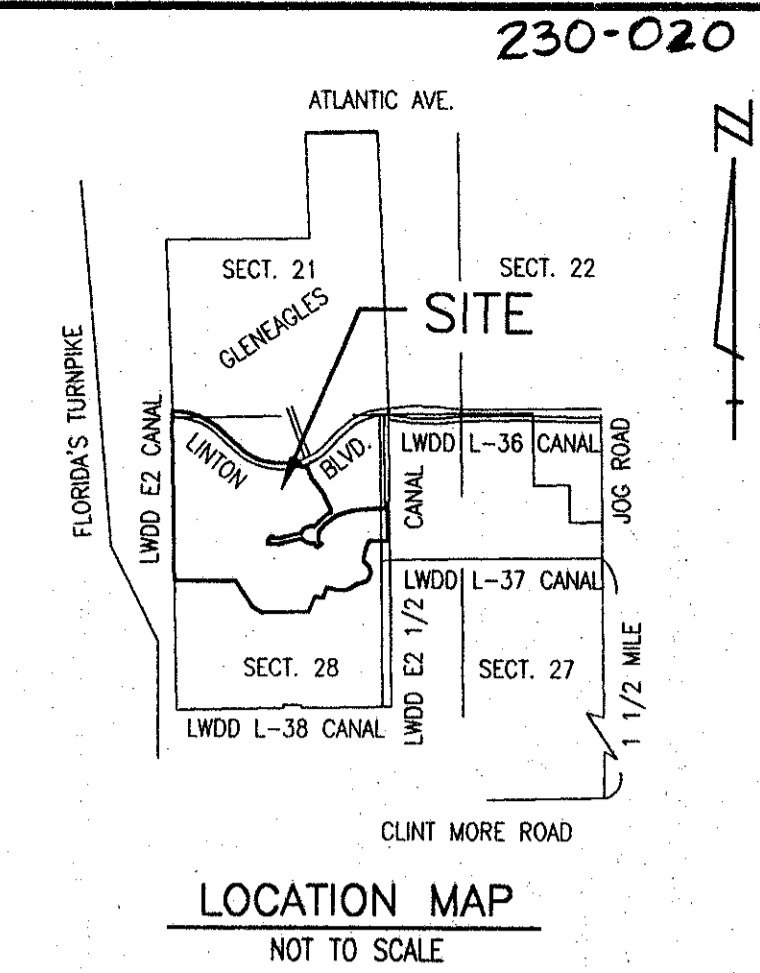 230-020
ATLANTIC AVE.
N
SECT. 21
SECT. 22
GLENEAGLES
SITE
FLORIDA'S TURNPIKE
LWDD E2 CANAL
LINTON
BLVD.
LWDD L-36 CANAL
CANAL
JOG ROAD
LWDD L-37 CANAL
LWDD E2 1/2
SECT. 28
SECT. 27
1 1/2 MILE
LWDD L-38 CANAL
CLINT MORE ROAD
LOCATION MAP
NOT TO SCALE